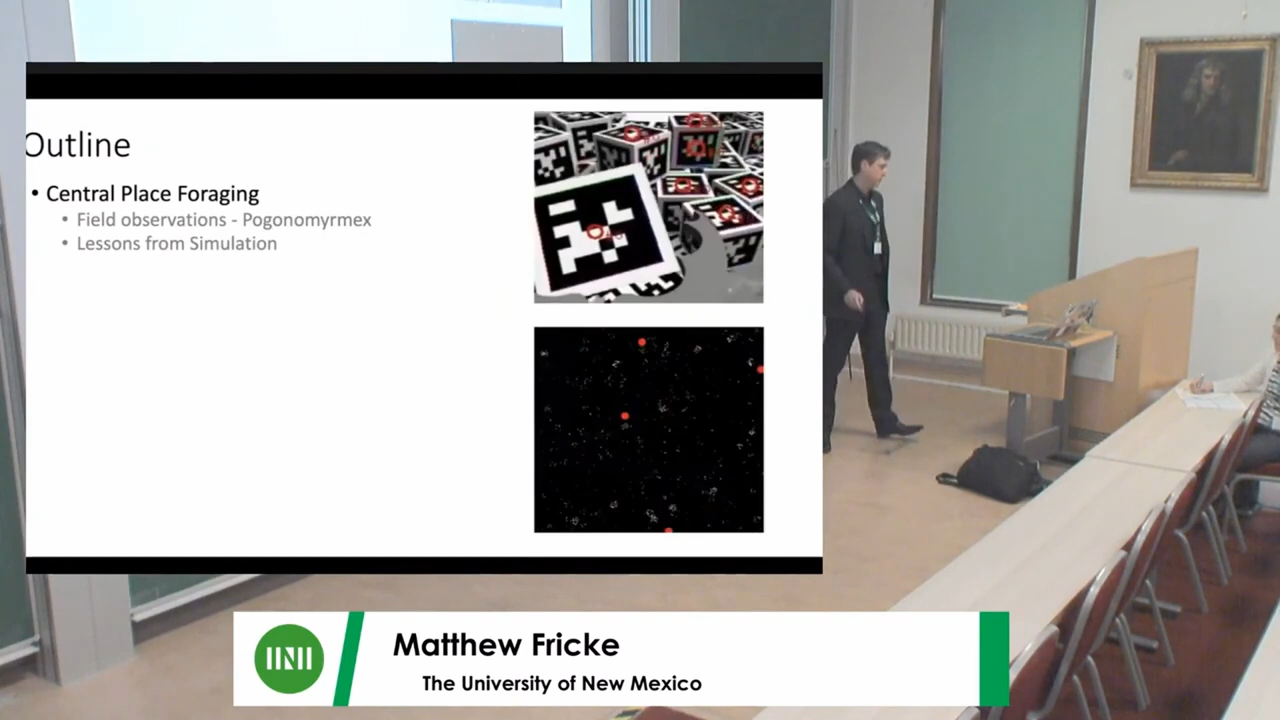 Outline
• Central Place Foraging
• Field observations - Pogonomyrmex
• Lessons from Simulation
Matthew Fricke
The University of New Mexico